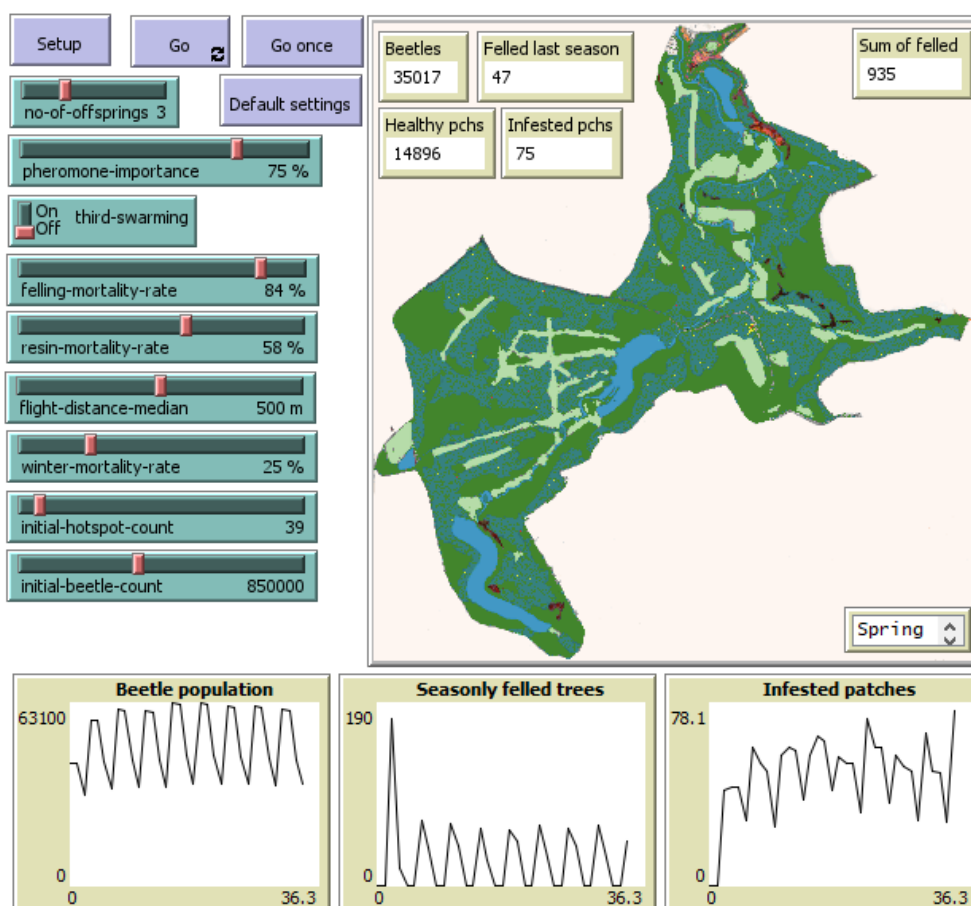 Setup
Go
Go once
no-of-offsprings 3
Default settings
pheromone-importance 75 %
On
Off
third-swarming
felling-mortality-rate 84 %
resin-mortality-rate 58 %
flight-distance-median 500 m
winter-mortality-rate 25 %
initial-hotspot-count 39
initial-beetle-count 850000
Beetles
35017
Felled last season
47
Sum of felled
935
Healthy pchs
14896
Infested pchs
75
Spring
Beetle population
63100
0
0 36.3
Seasonly felled trees
190
0
0 36.3
Infested patches
78.1
0
0 36.3